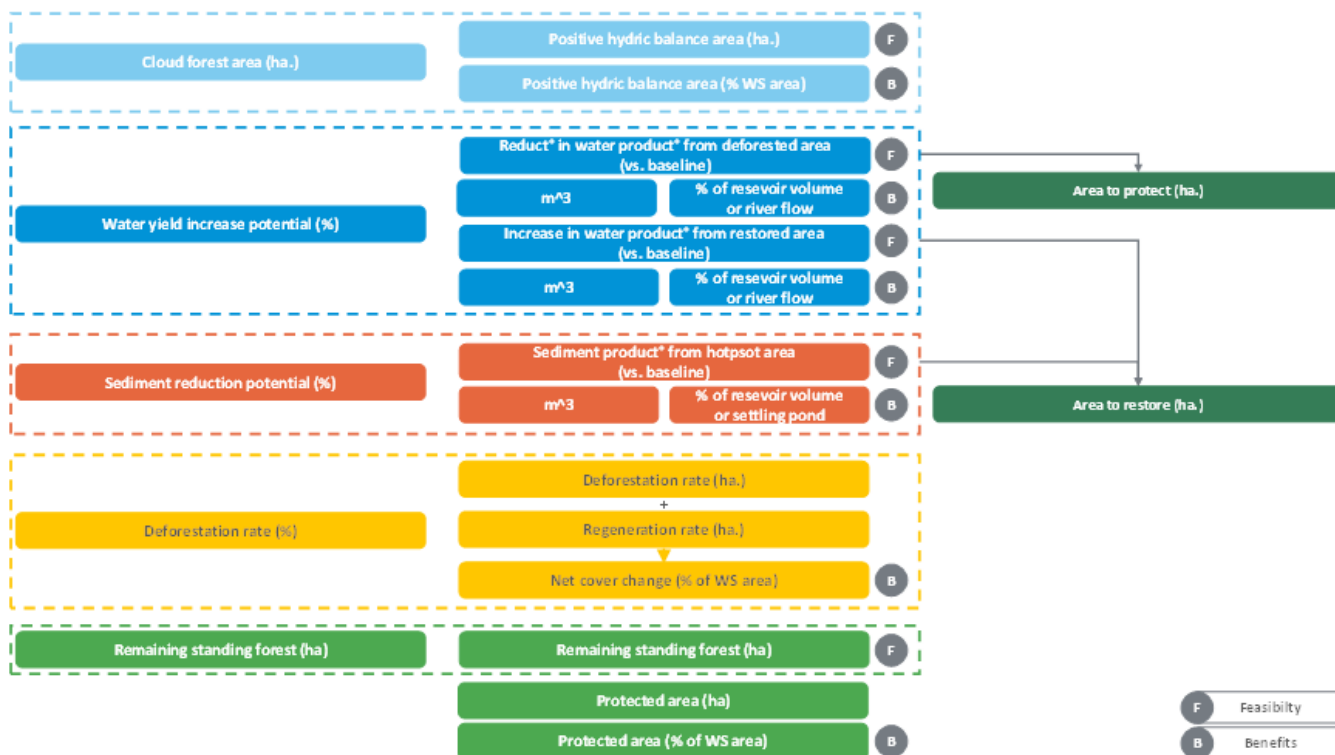 Cloud forest area (ha.)
Positive hydric balance area (ha.)
F
Positive hydric balance area (% WS area)
B
Water yield increase potential (%)
Reduct* in water product* from deforested area
(vs. baseline)
F
m^3
% of resevoir volume
or river flow
B
Increase in water product* from restored area
(vs. baseline)
F
m^3
% of resevoir volume
or river flow
B
Area to protect (ha.)
Sediment reduction potential (%)
Sediment product* from hotpsot area
(vs. baseline)
F
m^3
% of resevoir volume
or settling pond
B
Area to restore (ha.)
Deforestation rate (%)
Deforestation rate (ha.)
+
Regeneration rate (ha.)
Net cover change (% of WS area)
B
Remaining standing forest (ha)
Remaining standing forest (ha)
F
Protected area (ha)
Protected area (% of WS area)
B
F
Feasibilty
B
Benefits